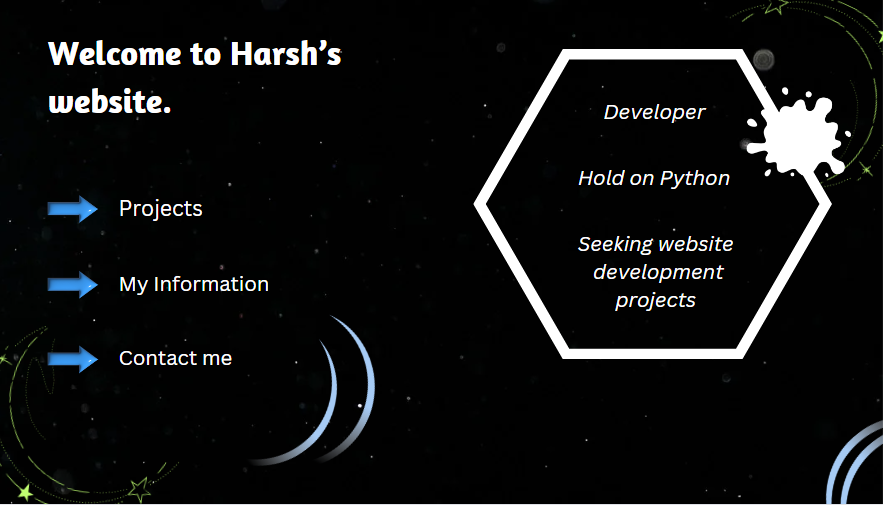 Welcome to Harsh’s
website.
Projects
My Information
Contact me
Developer
Hold on Python
Seeking website
development
projects